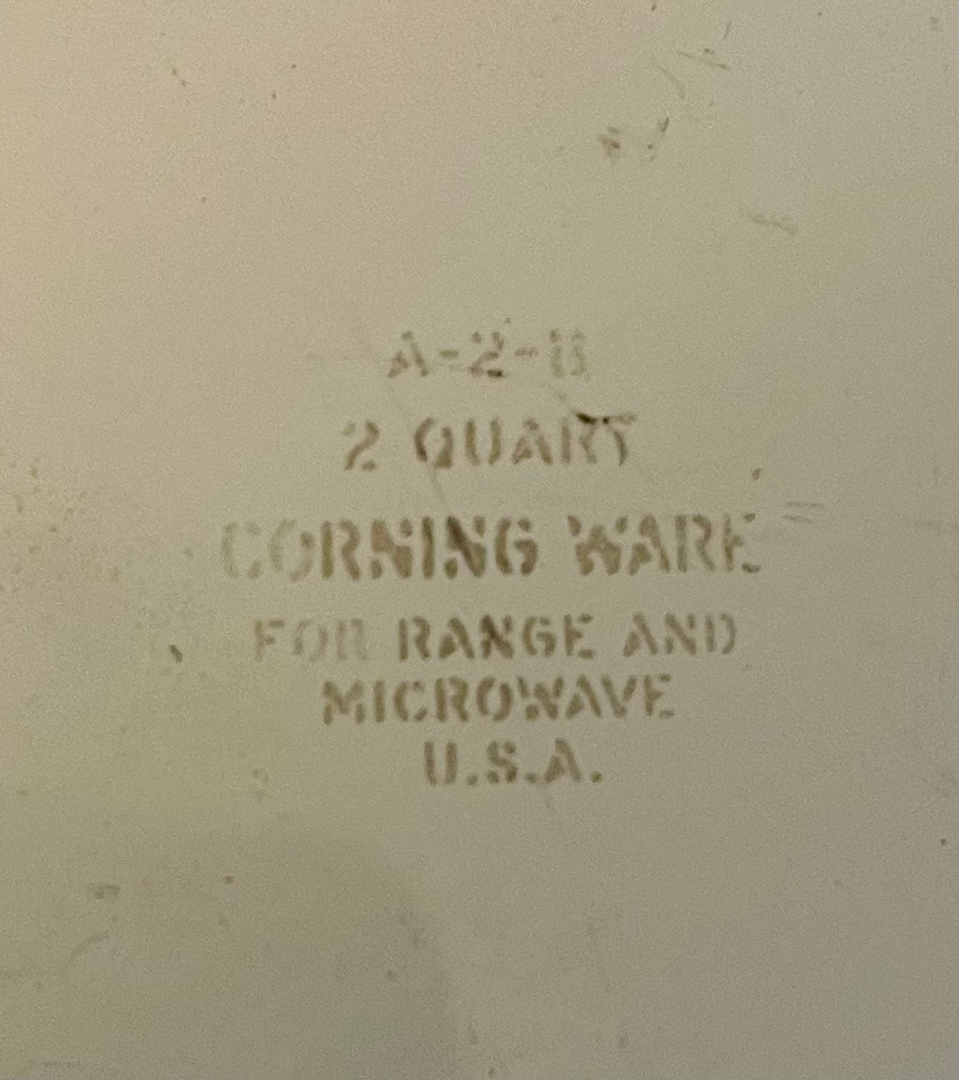 A-2-B
2 QUART
CORNING WARE
FOR RANGE AND
MICROWAVE
U.S.A.